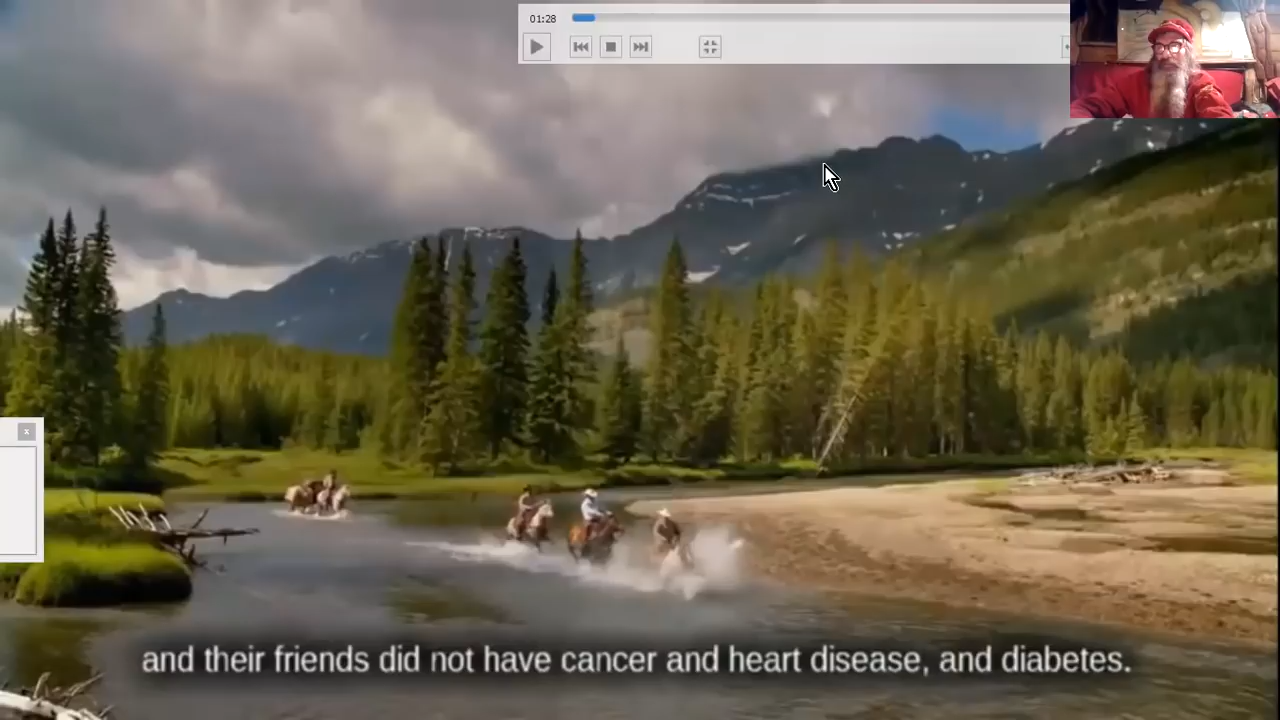 01:28
and their friends did not have cancer and heart disease, and diabetes.